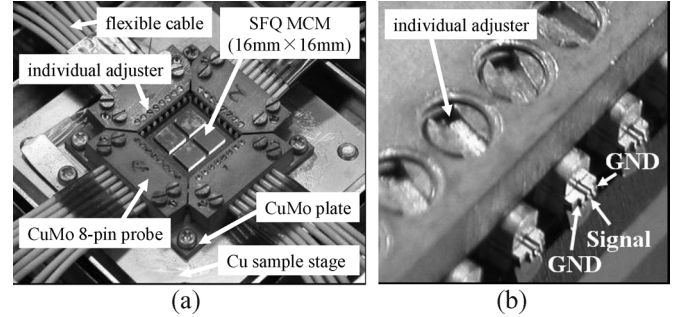 (a)
flexible cable
SFQ MCM
(16mm×16mm)
individual adjuster
CuMo 8-pin probe
CuMo plate
Cu sample stage
(b)
individual adjuster
GND
Signal
GND
(a)
(b)